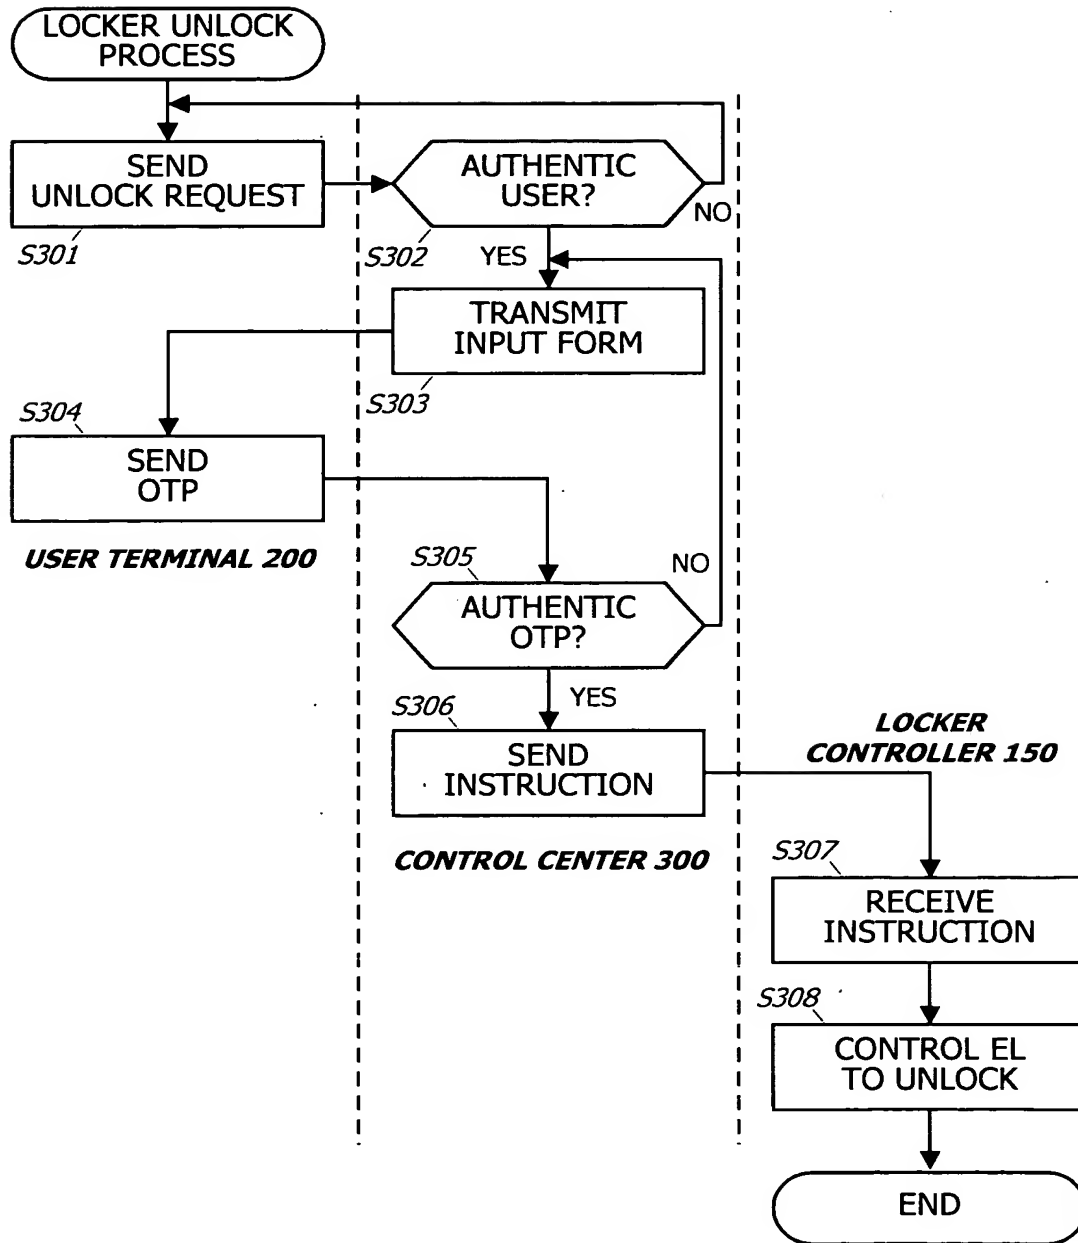 LOCKER UNLOCK
PROCESS
SEND
UNLOCK REQUEST
S301
AUTHENTIC
USER?
NO
S302
YES
TRANSMIT
INPUT FORM
S303
S304
SEND
OTP
USER TERMINAL 200
S305
NO
AUTHENTIC
OTP?
YES
S306
SEND
INSTRUCTION
CONTROL CENTER 300
LOCKER
CONTROLLER 150
S307
RECEIVE
INSTRUCTION
S308
CONTROL EL
TO UNLOCK
END